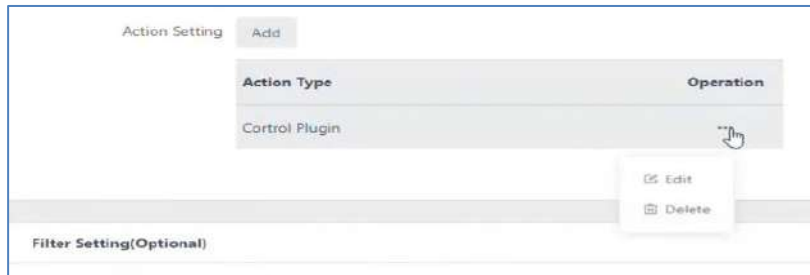 Action Setting Add
Action Type Operation
Cortrol Plugin ...
Edit
Delete
Filter Setting(Optional)